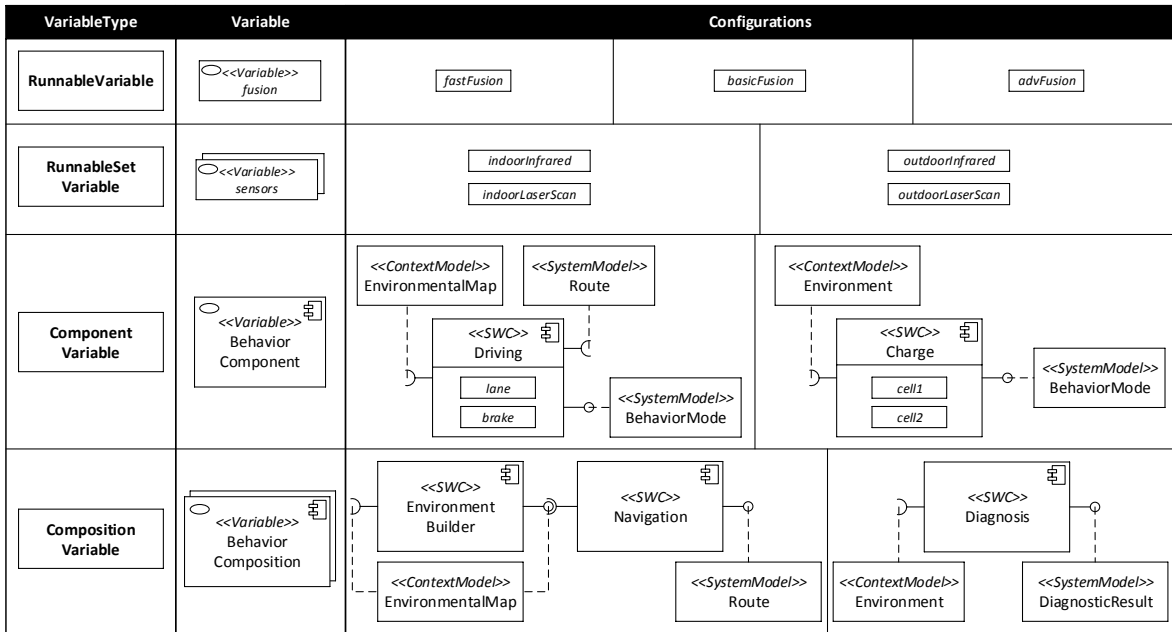 VariableType
Variable
Configurations
RunnableVariable
<<Variable>>
fusion
fastFusion
basicFusion
advFusion
RunnableSet
Variable
<<Variable>>
sensors
indoorInfrared
indoorLaserScan
outdoorInfrared
outdoorLaserScan
Component
Variable
<<Variable>>
Behavior
Component
<<ContextModel>>
EnvironmentalMap
<<SystemModel>>
Route
<<SWC>>
Driving
lane
brake
<<SystemModel>>
BehaviorMode
<<ContextModel>>
Environment
<<SWC>>
Charge
cell1
cell2
<<SystemModel>>
BehaviorMode
Composition
Variable
<<Variable>>
Behavior
Composition
<<SWC>>
Environment
Builder
<<SWC>>
Navigation
<<ContextModel>>
EnvironmentalMap
<<SystemModel>>
Route
<<SWC>>
Diagnosis
<<ContextModel>>
Environment
<<SystemModel>>
DiagnosticResult